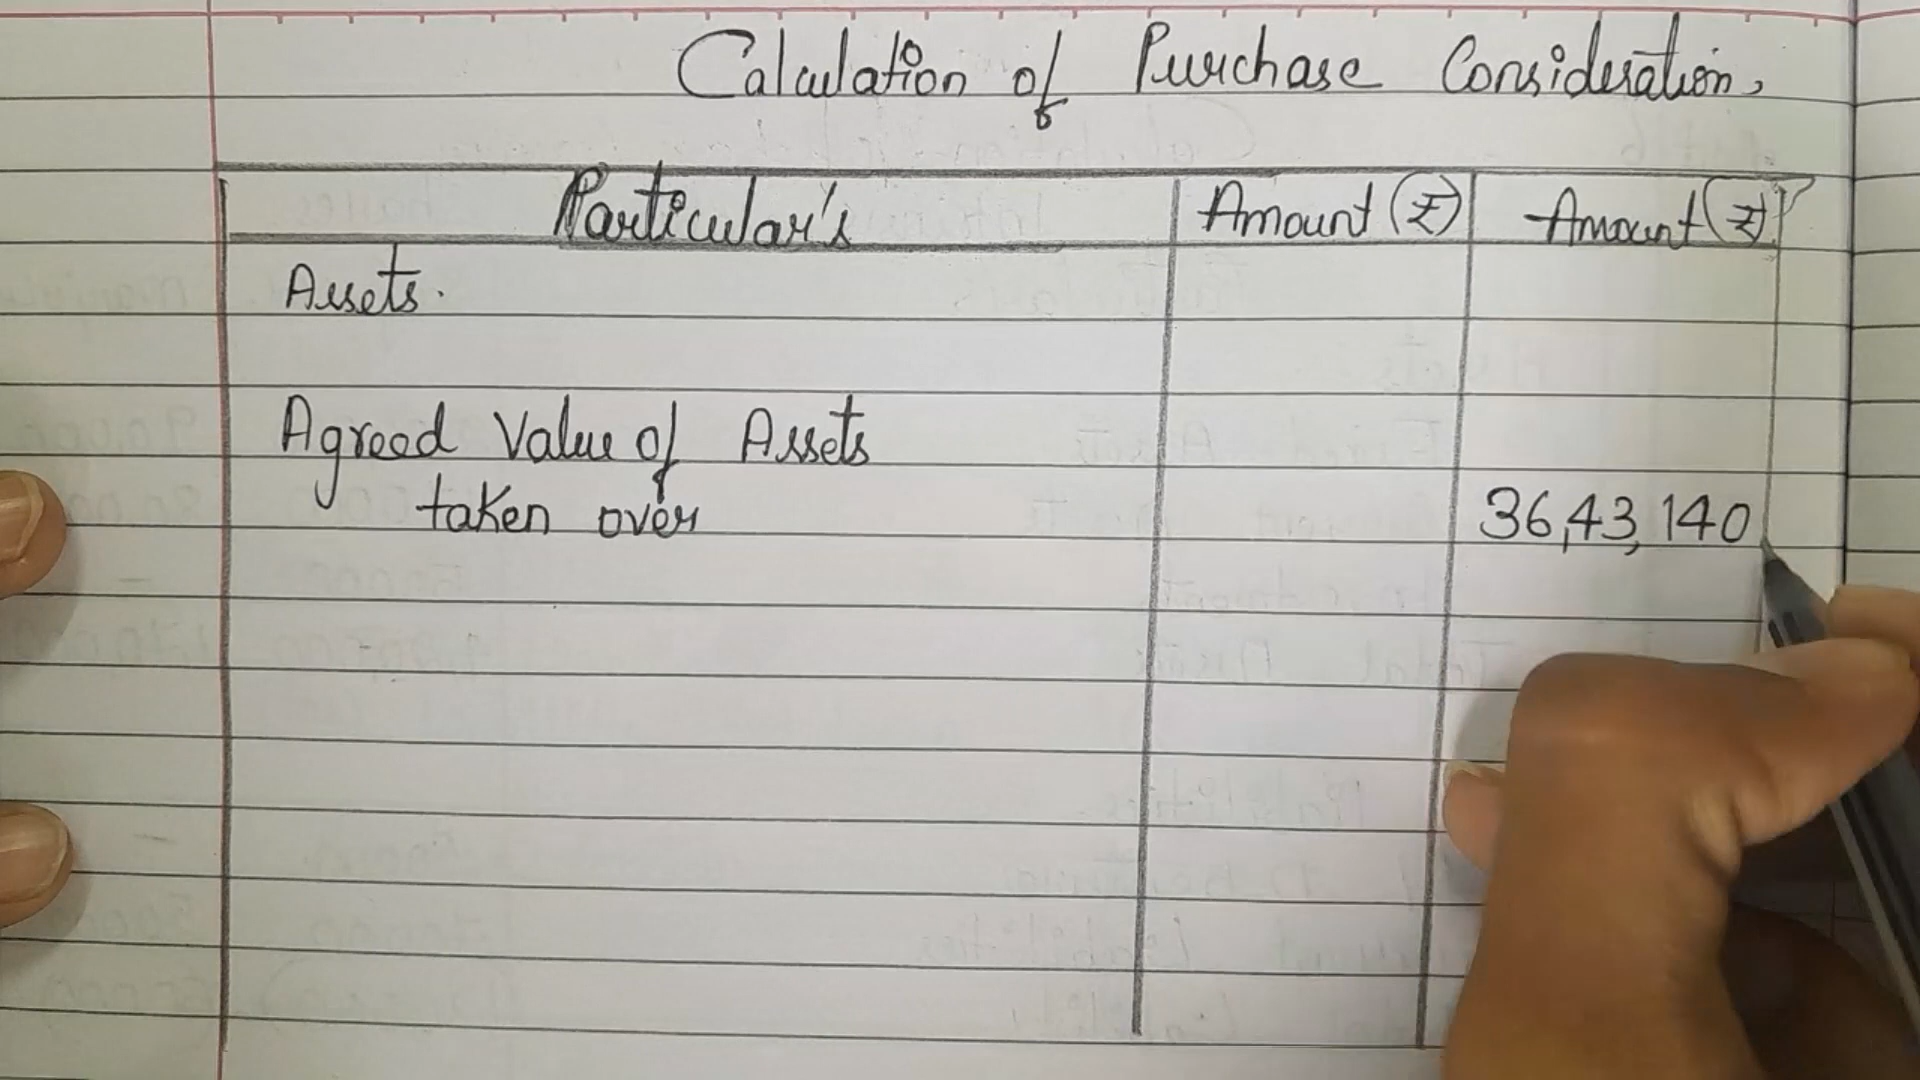 Calculation of Purchase Consideration,
Particular's Amount (₹) Amount (₹)
Assets.
Agreed Value of Assets
taken over 36,43,140